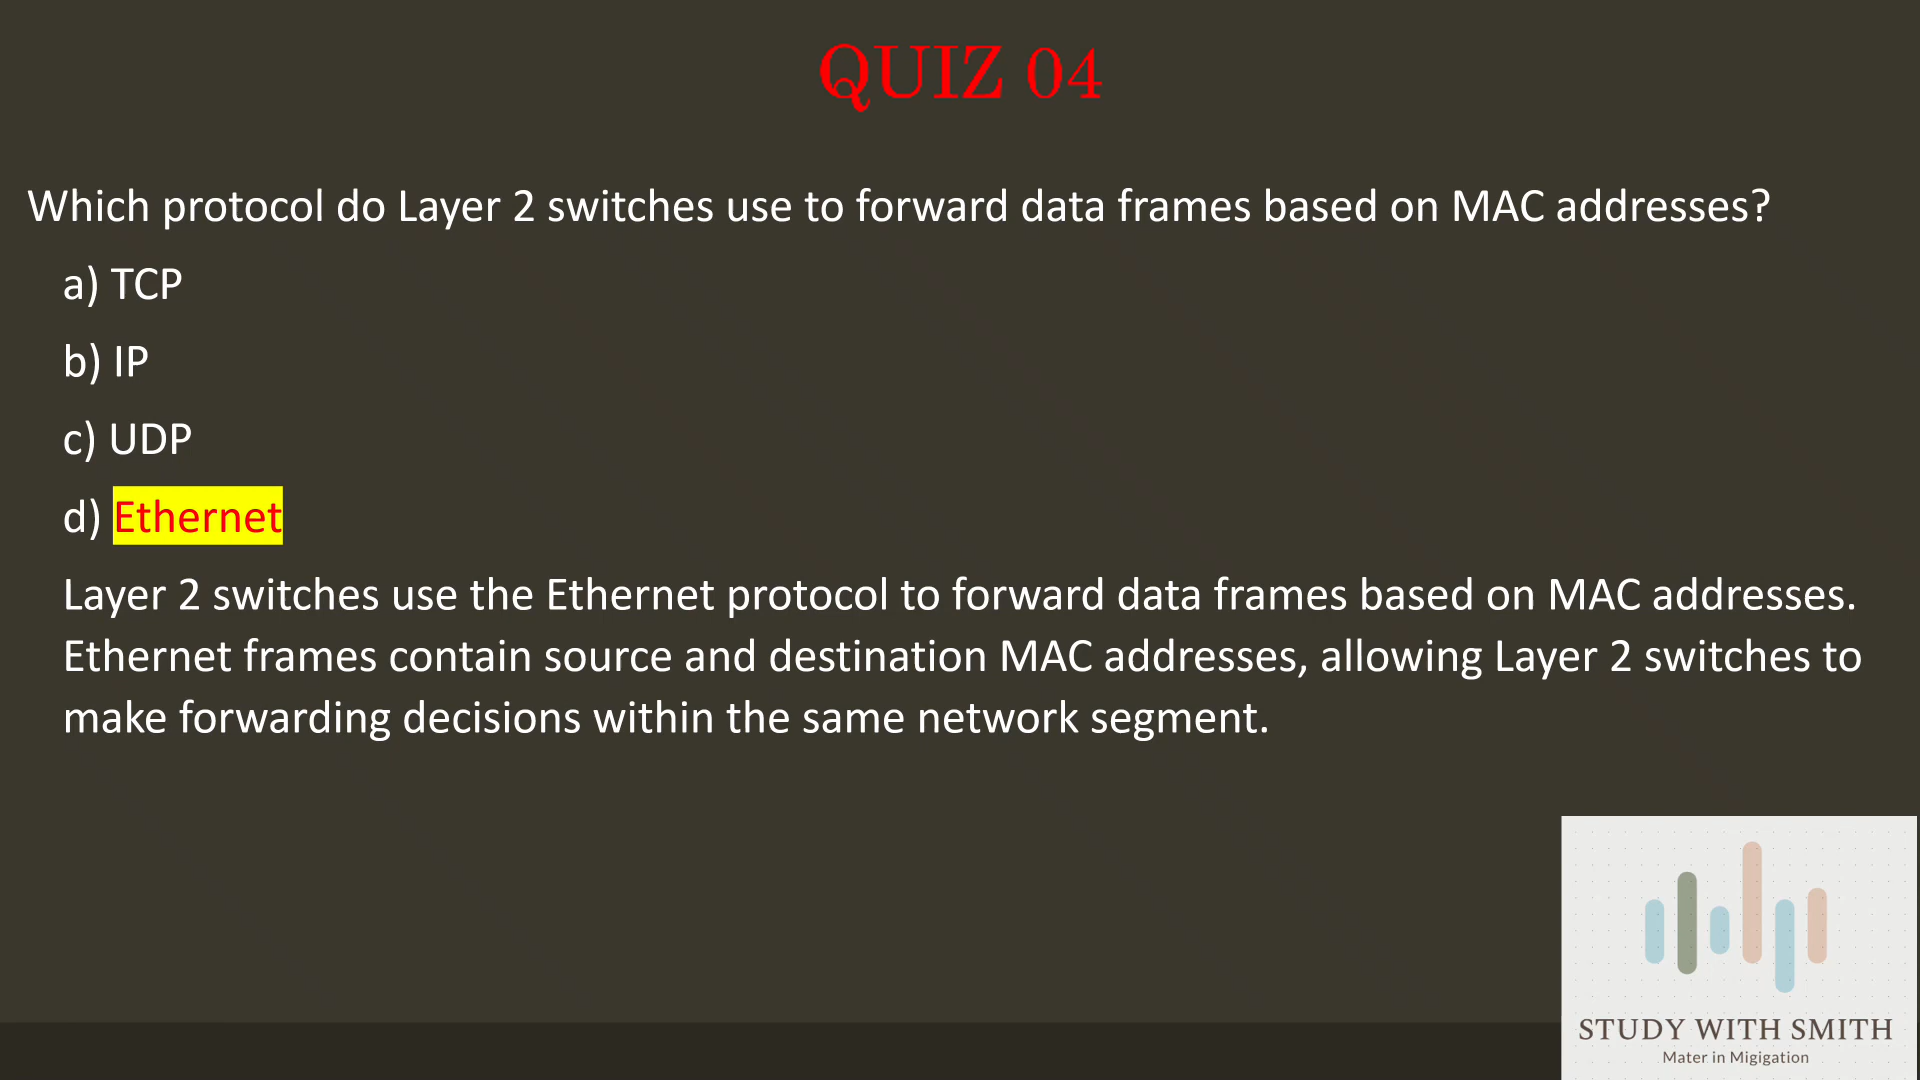 QUIZ 04
Which protocol do Layer 2 switches use to forward data frames based on MAC addresses?
a) TCP
b) IP
c) UDP
d) Ethernet
Layer 2 switches use the Ethernet protocol to forward data frames based on MAC addresses.
Ethernet frames contain source and destination MAC addresses, allowing Layer 2 switches to
make forwarding decisions within the same network segment.
STUDY WITH SMITH
Mater in Migigation